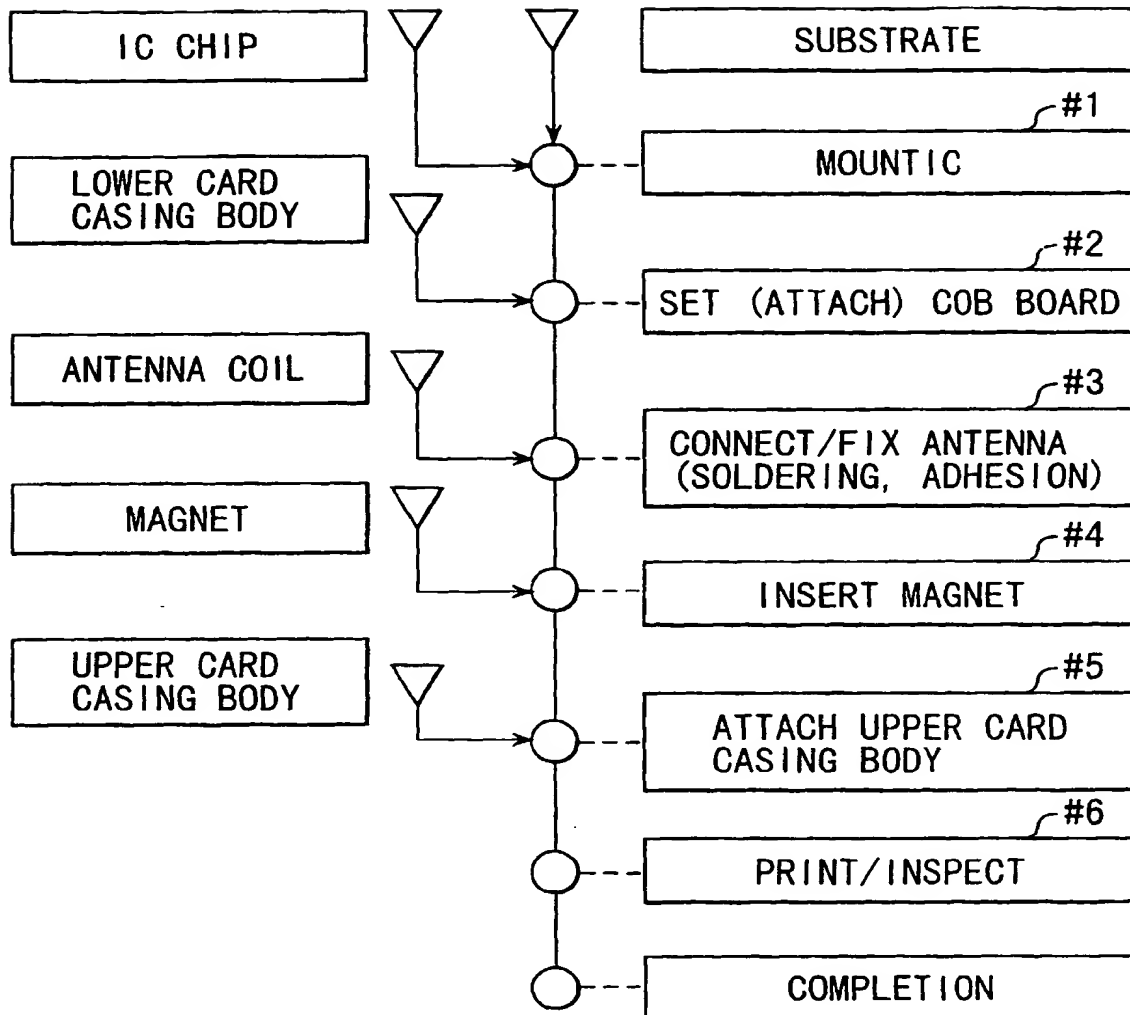 IC CHIP
SUBSTRATE
#1
MOUNTIC
LOWER CARD
CASING BODY
#2
SET (ATTACH) COB BOARD
ANTENNA COIL
#3
CONNECT/FIX ANTENNA
(SOLDERING, ADHESION)
MAGNET
#4
INSERT MAGNET
UPPER CARD
CASING BODY
#5
ATTACH UPPER CARD
CASING BODY
#6
PRINT/INSPECT
COMPLETION